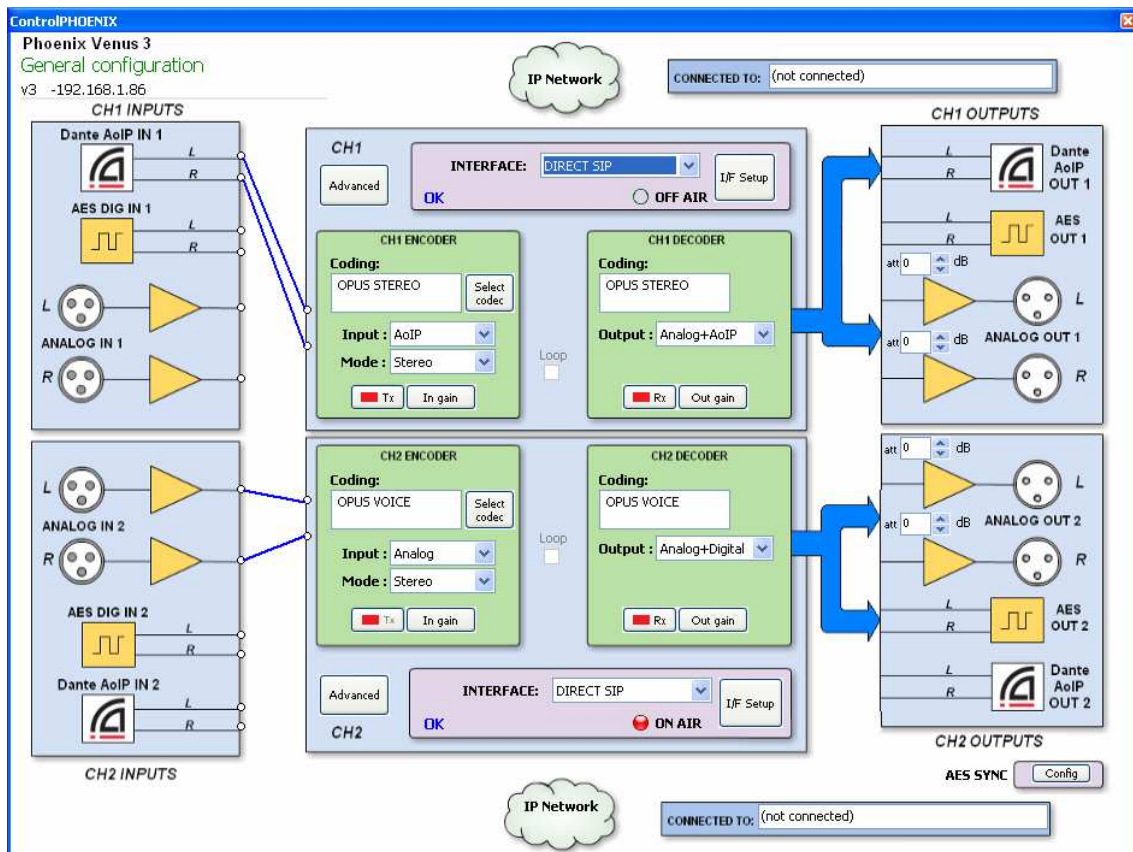 ControlPHOENIX
Phoenix Venus 3
General configuration
v3 -192.168.1.86
IP Network
CONNECTED TO: (not connected)
CH1 INPUTS
Dante AoIP IN 1
L
R
AES DIG IN 1
L
R
L
ANALOG IN 1
R
CH1
Advanced
INTERFACE: DIRECT SIP
I/F Setup
OK
OFF AIR
CH1 ENCODER
Coding:
OPUS STEREO
Select codec
Input : AoIP
Mode : Stereo
Tx
In gain
Loop
CH1 DECODER
Coding:
OPUS STEREO
Output : Analog+AoIP
Rx
Out gain
CH1 OUTPUTS
L
R
Dante
AoIP
OUT 1
L
R
AES
OUT 1
att 0 dB
L
ANALOG OUT 1
att 0 dB
R
L
ANALOG IN 2
R
AES DIG IN 2
L
R
Dante AoIP IN 2
L
R
CH2 INPUTS
CH2 ENCODER
Coding:
OPUS VOICE
Select codec
Input : Analog
Mode : Stereo
Tx
In gain
Loop
CH2 DECODER
Coding:
OPUS VOICE
Output : Analog+Digital
Rx
Out gain
Advanced
CH2
INTERFACE: DIRECT SIP
I/F Setup
OK
ON AIR
att 0 dB
L
att 0 dB
ANALOG OUT 2
R
L
R
AES
OUT 2
L
R
Dante
AoIP
OUT 2
CH2 OUTPUTS
AES SYNC Config
IP Network
CONNECTED TO: (not connected)